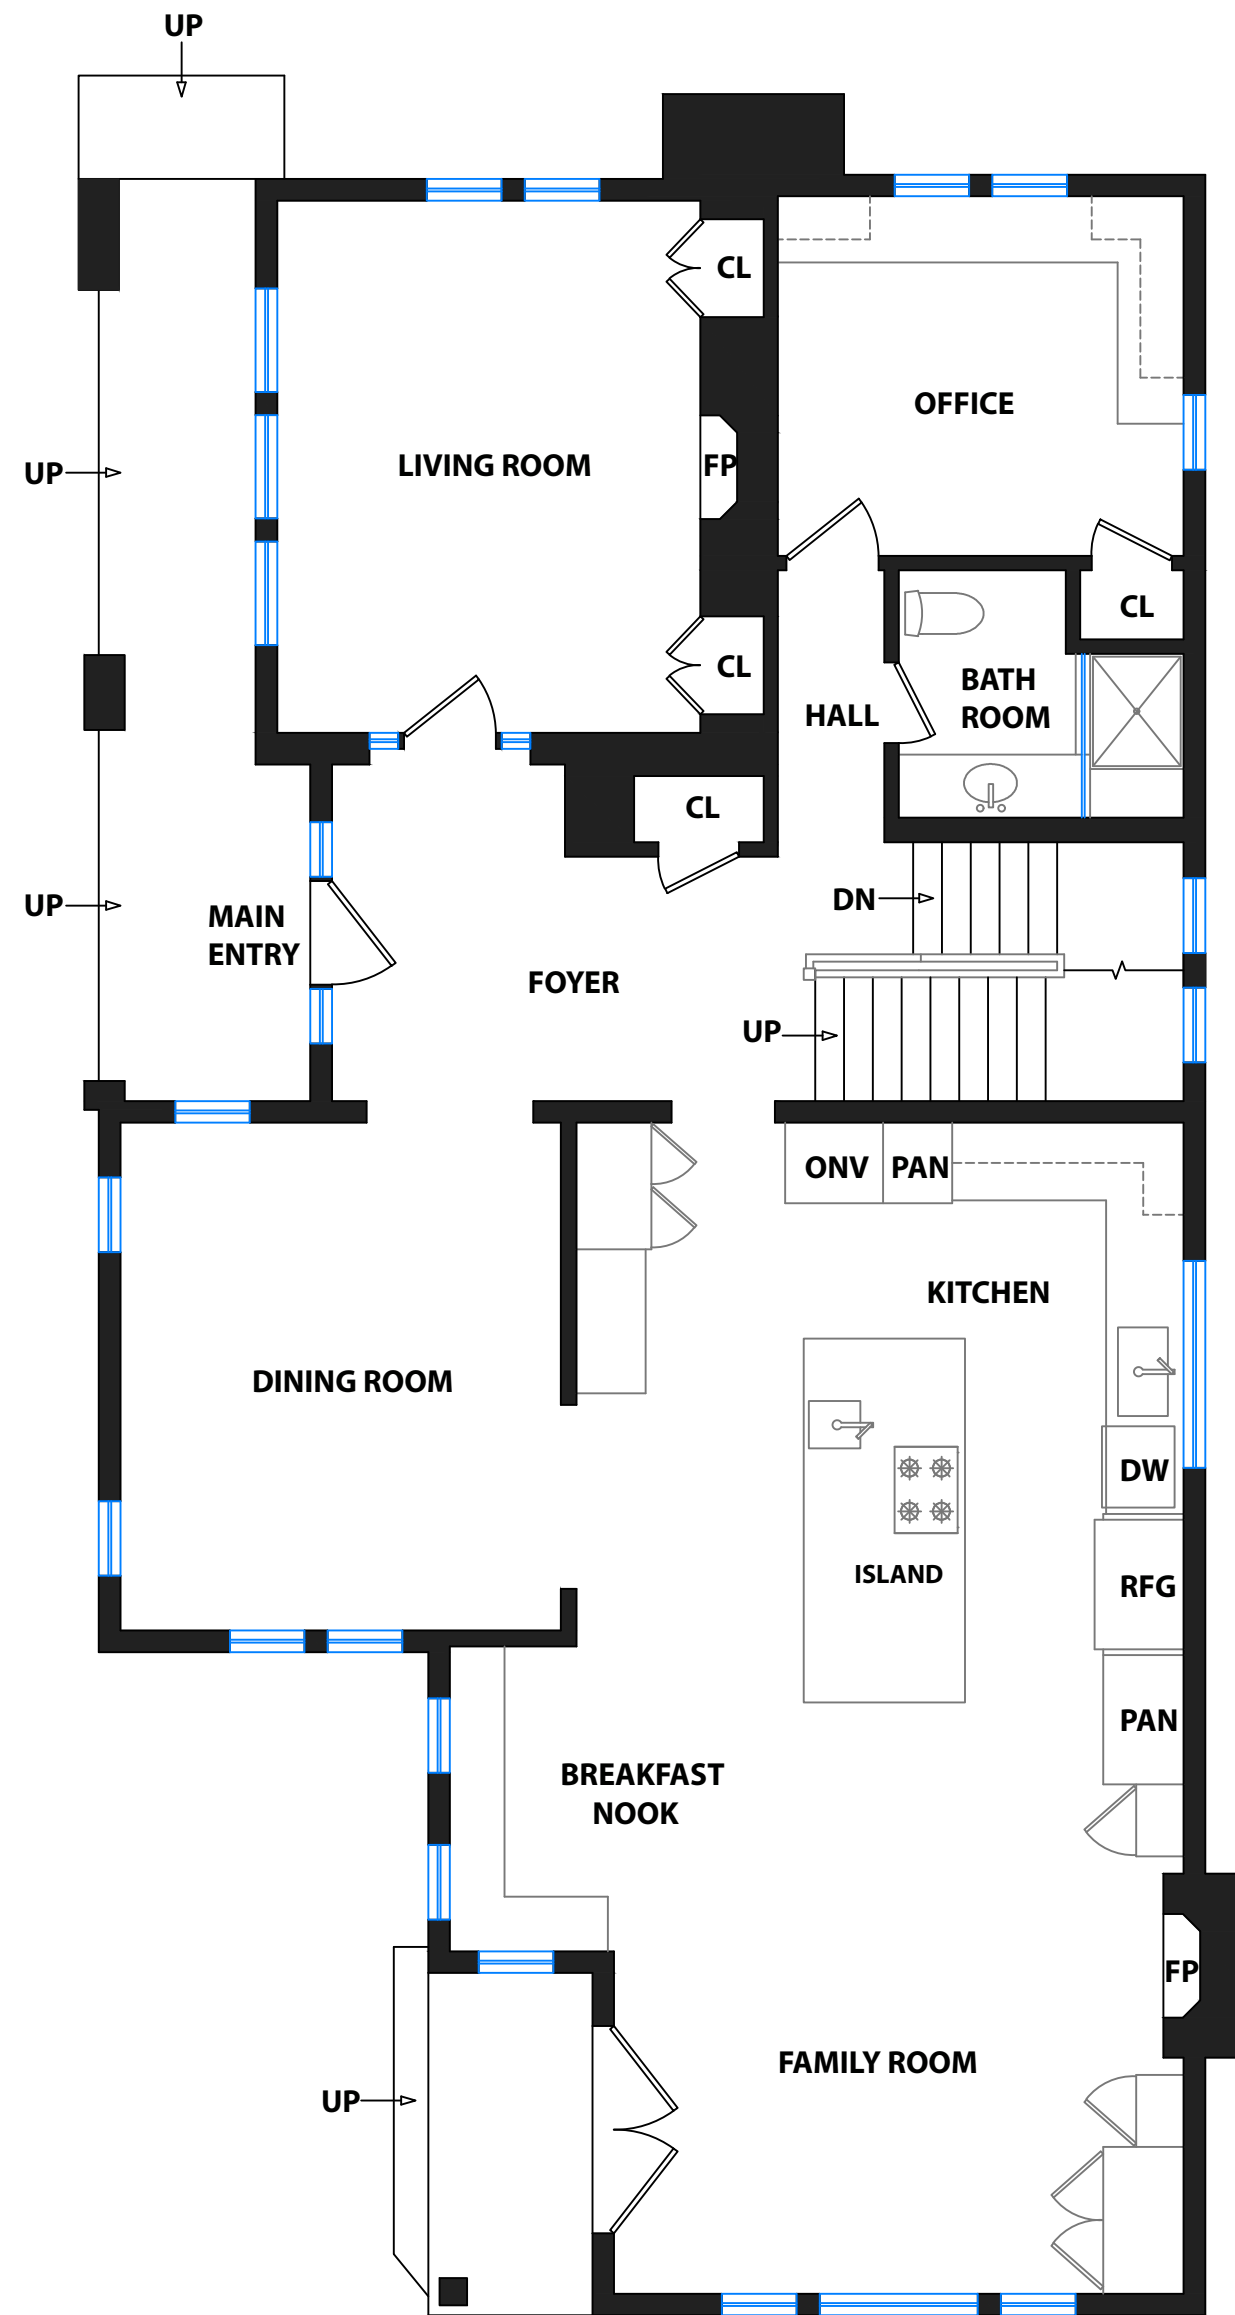 UP
CL
OFFICE
LIVING ROOM
FP
UP
CL
CL
BATH
ROOM
HALL
CL
DN
UP
MAIN
ENTRY
FOYER
UP
ONV
PAN
KITCHEN
DINING ROOM
DW
ISLAND
RFG
PAN
BREAKFAST
NOOK
FP
FAMILY ROOM
UP